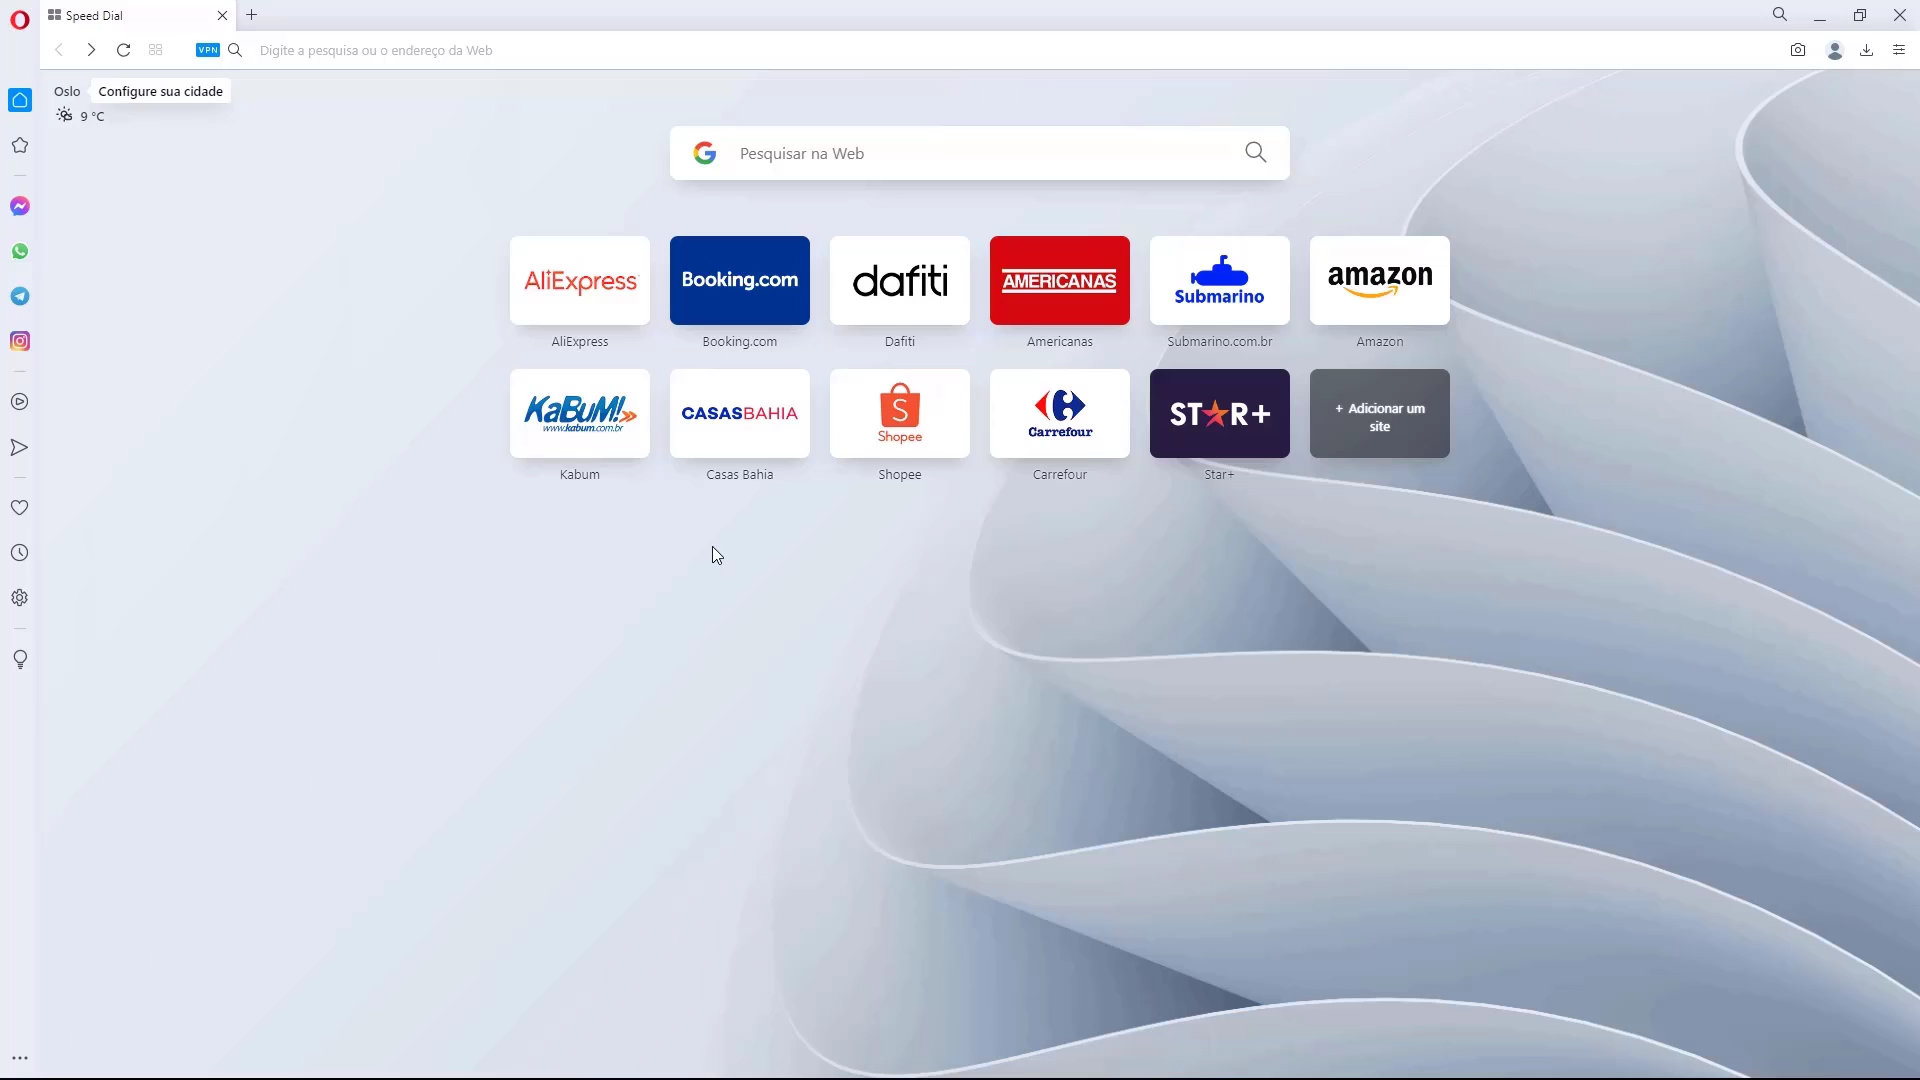 Speed Dial
VPN
Digite a pesquisa ou o endereço da Web
Oslo
Configure sua cidade
9 °C
Pesquisar na Web
AliExpress
Booking.com
dafiti
AMERICANAS
Submarino
amazon
AliExpress
Booking.com
Dafiti
Americanas
Submarino.com.br
Amazon
KaBuM!
www.kabum.com.br
CASASBAHIA
S
Shopee
Carrefour
ST★R+
+ Adicionar um
site
Kabum
Casas Bahia
Shopee
Carrefour
Star+